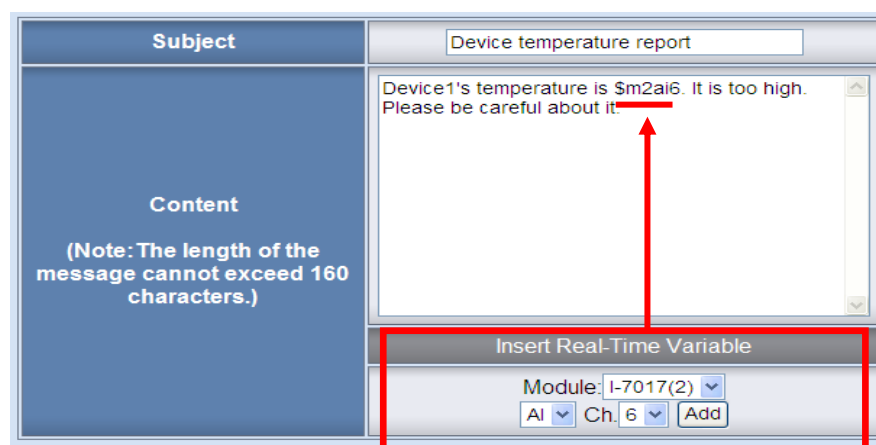 Subject
Device temperature report
Device1's temperature is $m2ai6. It is too high.
Please be careful about it.
Content
(Note:The length of the
message cannot exceed 160
characters.)
Insert Real-Time Variable
Module: I-7017(2)
AI Ch. 6 Add